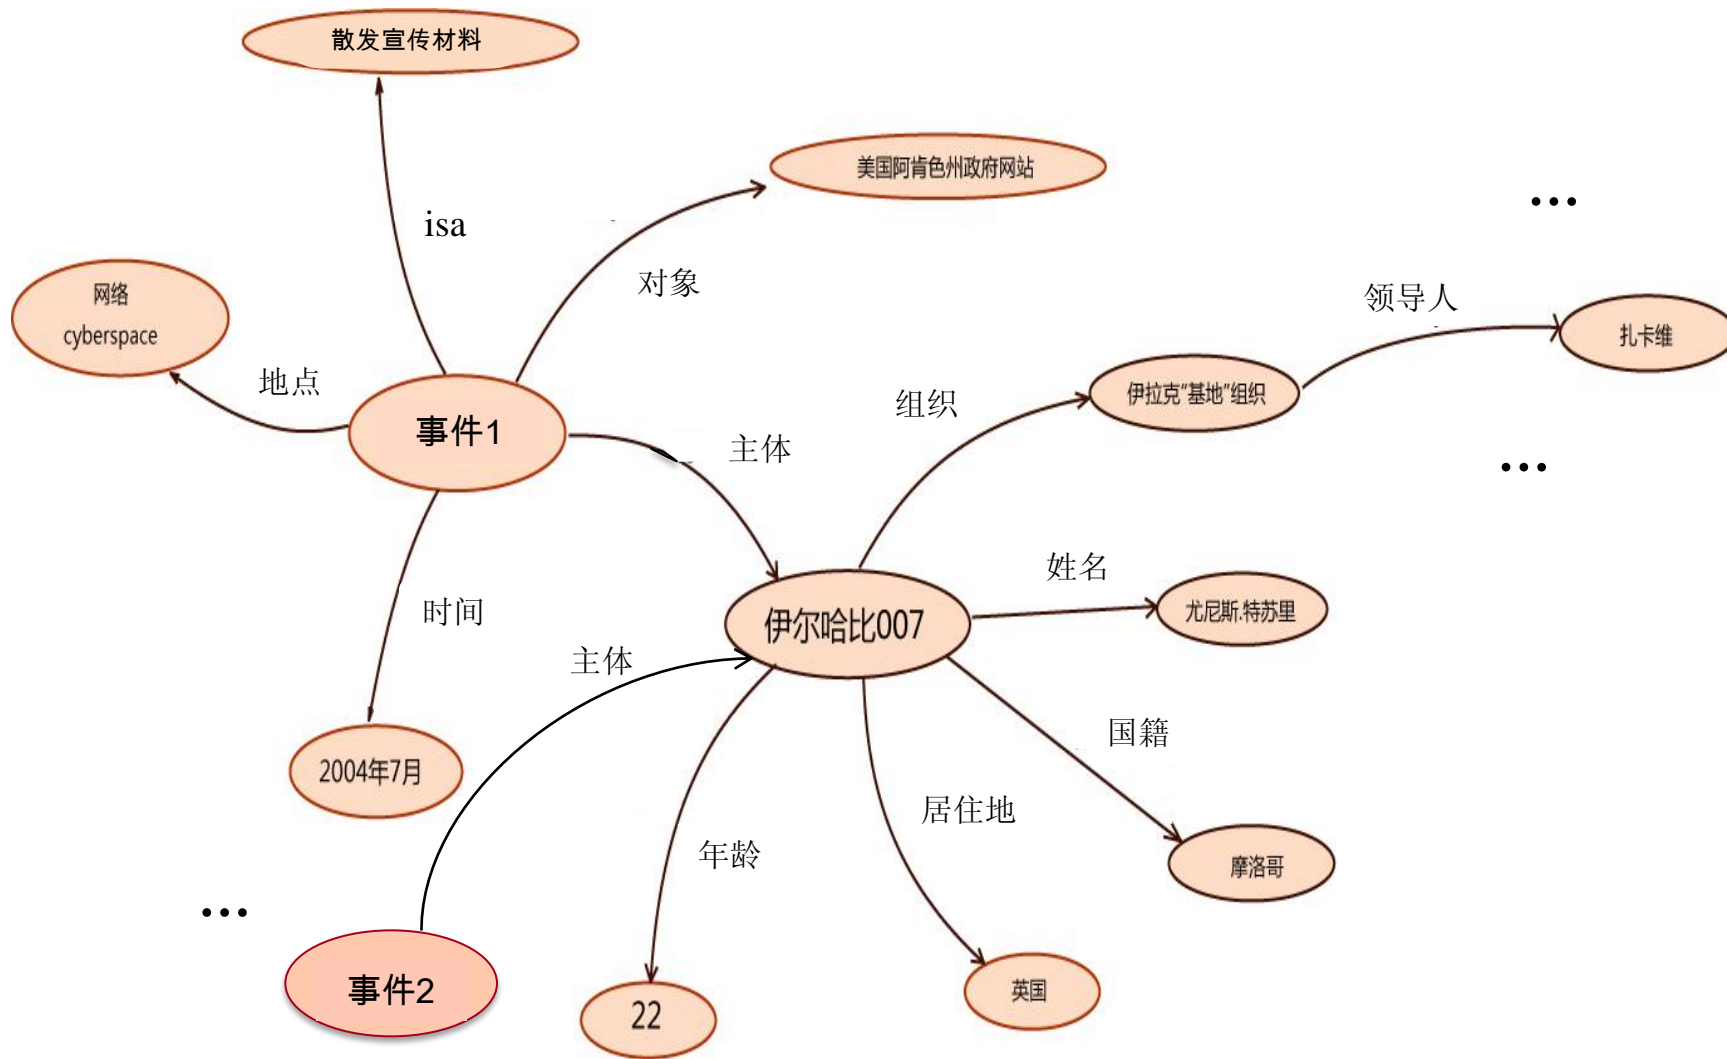 散发宣传材料
美国阿肯色州政府网站
...
isa
对象
网络
cyberspace
领导人
扎卡维
地点
组织
伊拉克“基地”组织
事件1
主体
...
姓名
时间
伊尔哈比007
尤尼斯.特苏里
主体
国籍
2004年7月
居住地
年龄
摩洛哥
...
事件2
22
英国